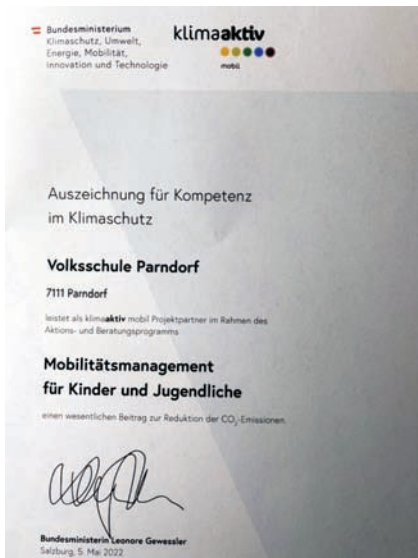 Bundesministerium
Klimaschutz, Umwelt,
Energie, Mobilität,
Innovation und Technologie
klimaaktiv
mobil
Auszeichnung für Kompetenz
im Klimaschutz
Volksschule Parndorf
7111 Parndorf
leistet als klimaaktiv mobil Projektpartner im Rahmen des
Aktions- und Beratungsprogramms
Mobilitätsmanagement
für Kinder und Jugendliche
einen wesentlichen Beitrag zur Reduktion der CO₂-Emissionen.
Bundesministerin Leonore Gewessler
Salzburg, 5. Mai 2022